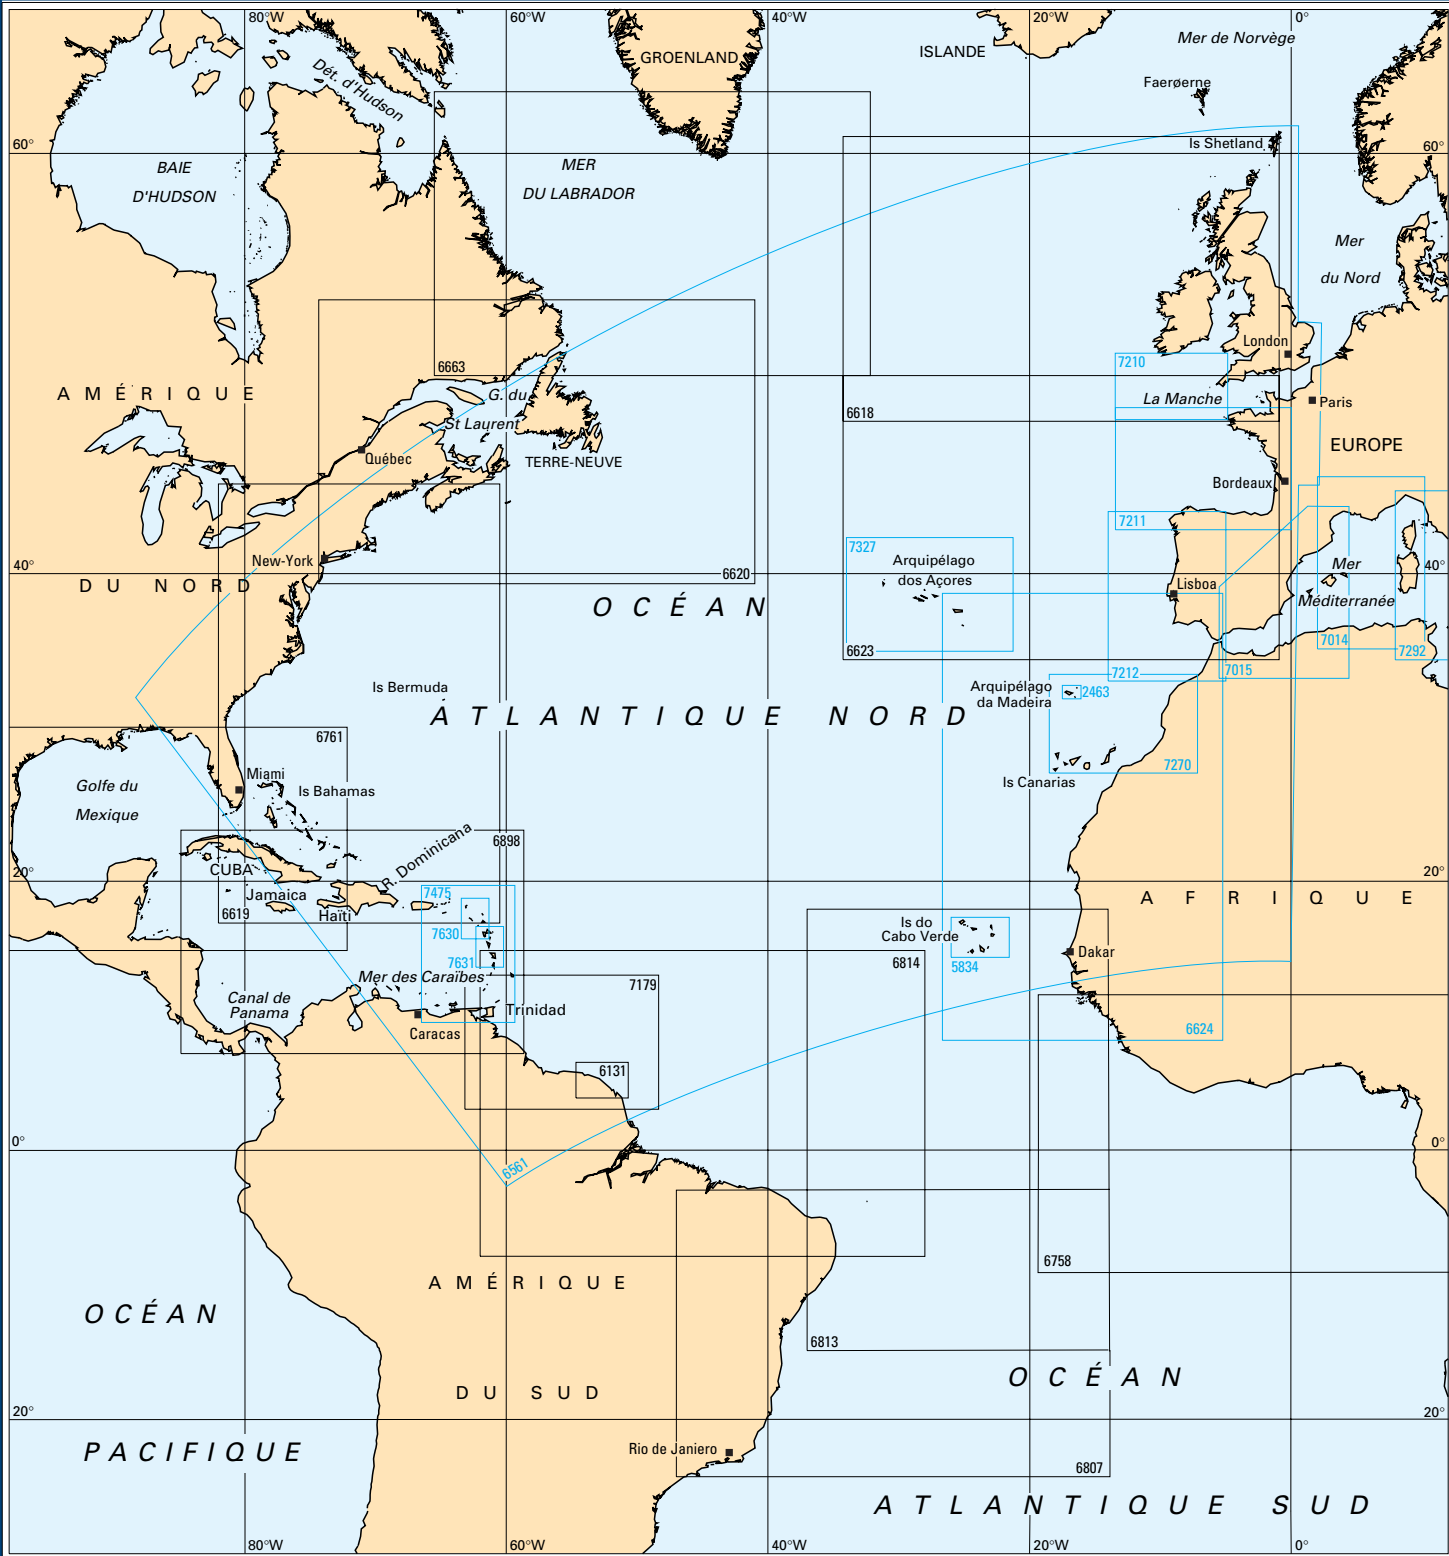 80°W 60°W 40°W 20°W 0°
Mer de Norvège
ISLANDE
GROENLAND
Dét. d'Hudson
Faerøerne
60° 60°
Is Shetland
BAIE
D'HUDSON
MER
DU LABRADOR
Mer
du Nord
London
7210
6663
AMÉRIQUE
G. du
St Laurent
La Manche
Paris
6618
EUROPE
Québec
TERRE-NEUVE
Bordeaux
7211
7327
New-York
Arquipélago
dos Açores
Mer
Méditerranée
40° 40°
6620
DU NORD
Lisboa
OCÉAN
7014
7292
6623
7212
7015
Is Bermuda
Arquipélago
da Madeira
2463
ATLANTIQUE NORD
6761
7270
Miami
Is Bahamas
Golfe du
Mexique
Is Canarias
6898
R. Dominicana
CUBA
20° 20°
Jamaica
7475
AFRIQUE
6619
Haïti
7630
Is do
Cabo Verde
7631
6814
5834
Dakar
Mer des Caraïbes
7179
Canal de
Panama
Trinidad
Caracas
6624
6131
0° 0°
6561
6758
AMÉRIQUE
OCÉAN
6813
OCÉAN
DU SUD
20° 20°
PACIFIQUE
Rio de Janiero
6807
ATLANTIQUE SUD
80°W 60°W 40°W 20°W 0°